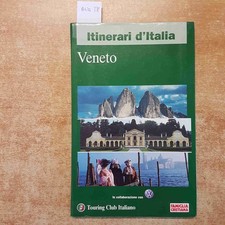 Itinerari d'Italia
Veneto
in collaborazione con
Touring Club Italiano
FAMIGLIA
CRISTIANA